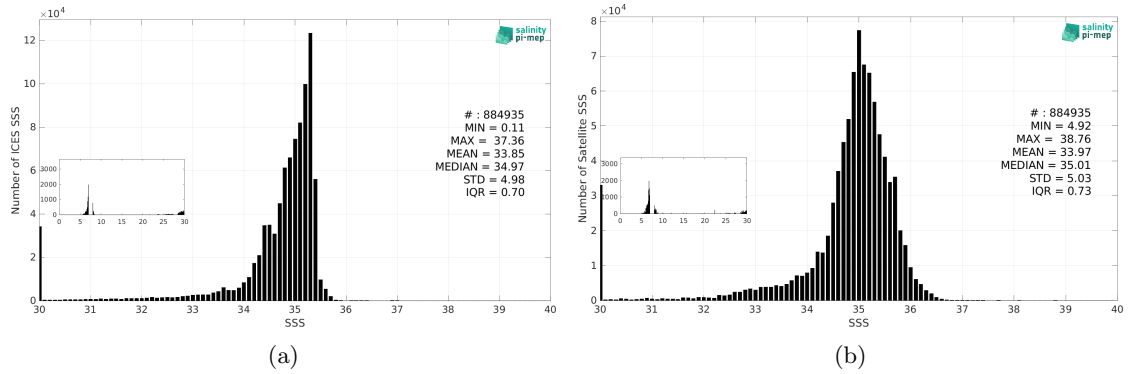 ×10⁴
12
10
8
6
4
2
0
Number of ICES SSS
30 31 32 33 34 35 36 37 38 39 40
SSS
salinity
pi-mep
# : 884935
MIN = 0.11
MAX = 37.36
MEAN = 33.85
MEDIAN = 34.97
STD = 4.98
IQR = 0.70
3000
2000
1000
0
0 5 10 15 20 25 30
(a)
×10⁴
8
7
6
5
4
3
2
1
0
Number of Satellite SSS
30 31 32 33 34 35 36 37 38 39 40
SSS
salinity
pi-mep
# : 884935
MIN = 4.92
MAX = 38.76
MEAN = 33.97
MEDIAN = 35.01
STD = 5.03
IQR = 0.73
3000
2000
1000
0
0 5 10 15 20 25 30
(b)